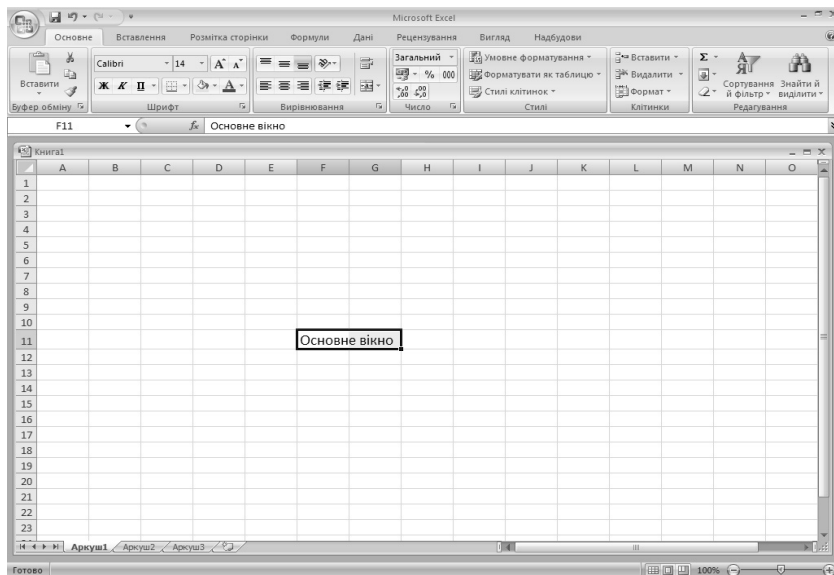 Microsoft Excel
Основне Вставлення Розмітка сторінки Формули Дані Рецензування Вигляд Надбудови
Вставити
Calibri 14
Ж К П
Загальний
% 000
Умовне форматування
Форматувати як таблицю
Стилі клітинок
Вставити
Видалити
Формат
Σ
Сортування й фільтр
Знайти й виділити
Буфер обміну Шрифт Вирівнювання Число Стилі Клітинки Редагування
F11 fx Основне вікно
Книга1
A B C D E F G H I J K L M N O
1
2
3
4
5
6
7
8
9
10
11 Основне вікно
12
13
14
15
16
17
18
19
20
21
22
23
Аркуш1 Аркуш2 Аркуш3
Готово 100%